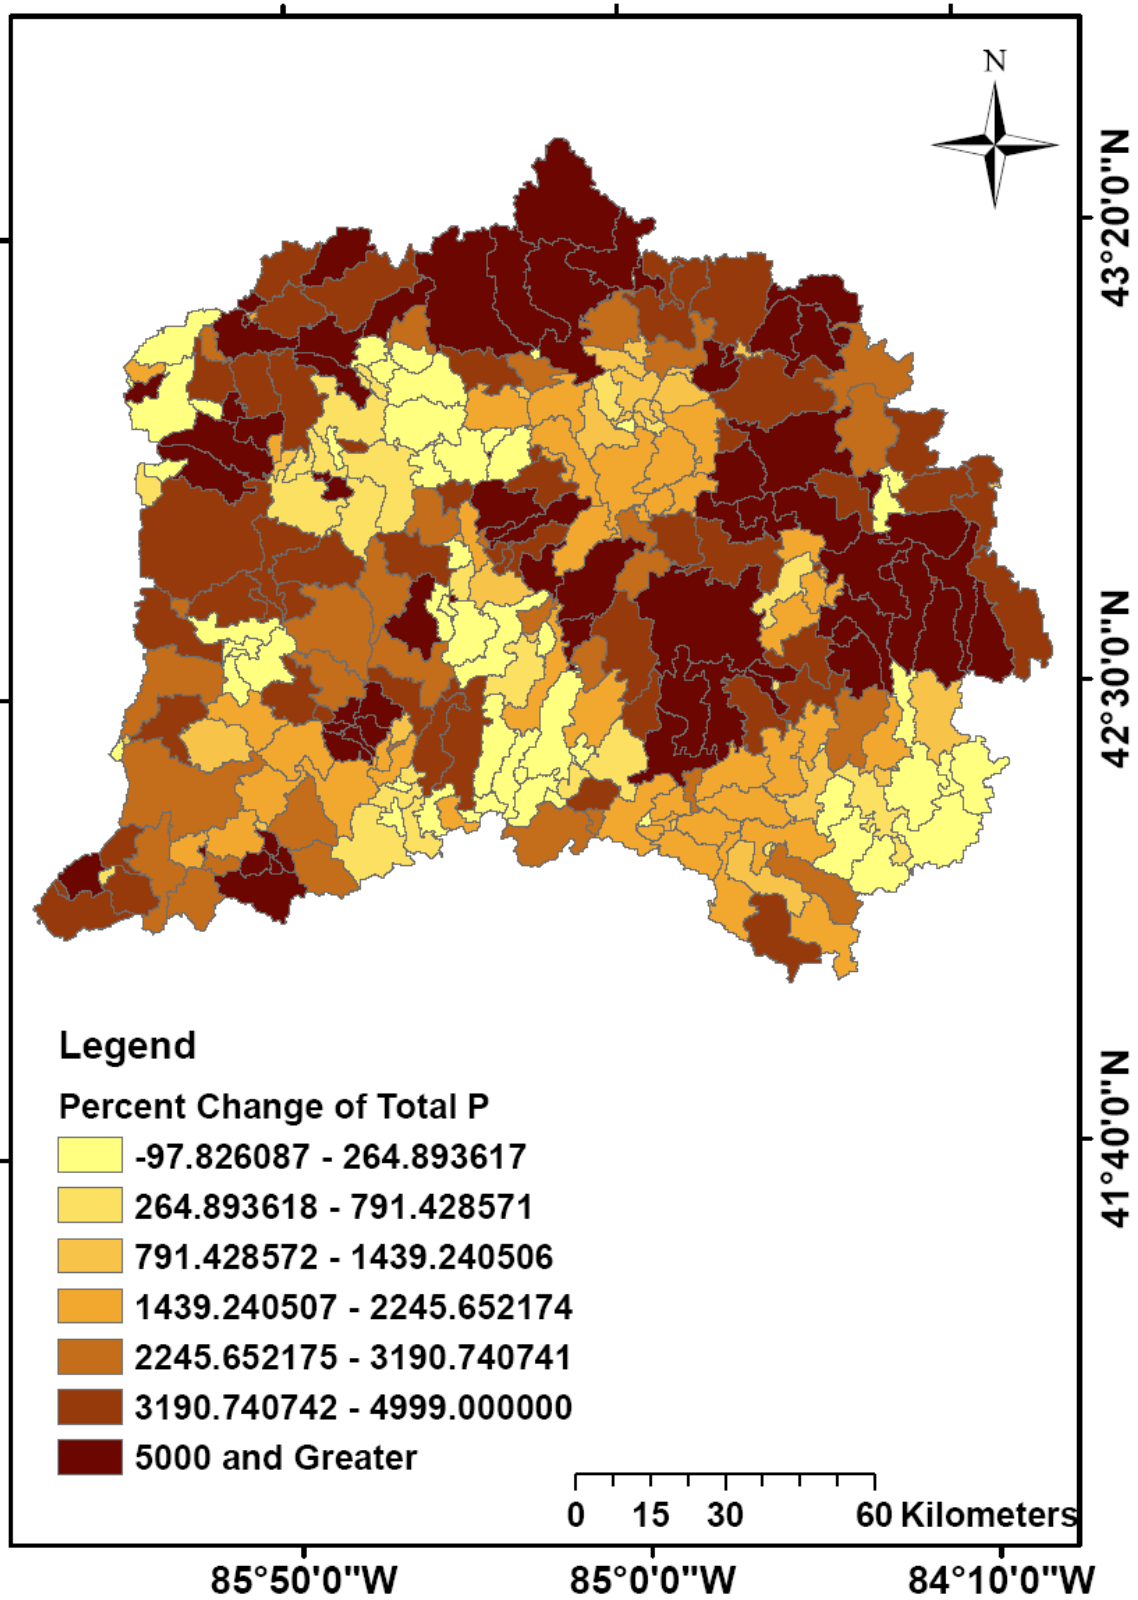 N
43°20'0"N
42°30'0"N
41°40'0"N
Legend
Percent Change of Total P
-97.826087 - 264.893617
264.893618 - 791.428571
791.428572 - 1439.240506
1439.240507 - 2245.652174
2245.652175 - 3190.740741
3190.740742 - 4999.000000
5000 and Greater
0 15 30 60 Kilometers
85°50'0"W 85°0'0"W 84°10'0"W